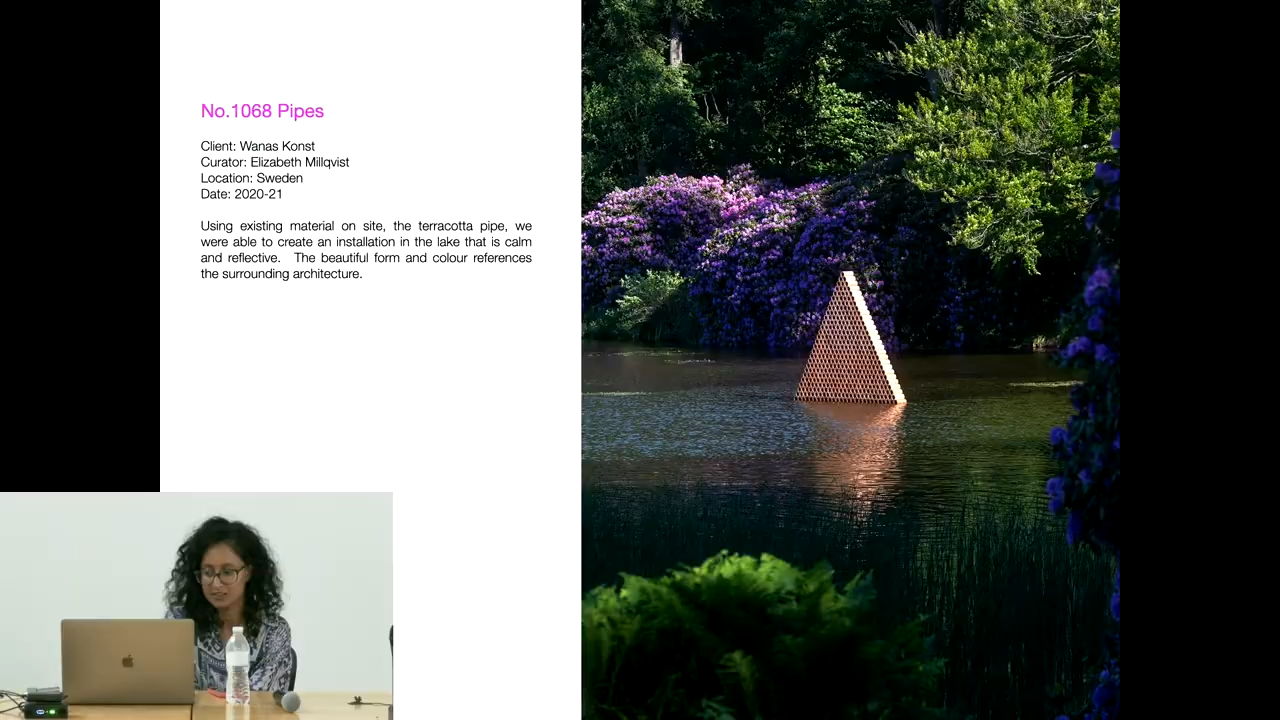 No.1068 Pipes
Client: Wanas Konst
Curator: Elizabeth Millqvist
Location: Sweden
Date: 2020-21
Using existing material on site, the terracotta pipe, we
were able to create an installation in the lake that is calm
and reflective. The beautiful form and colour references
the surrounding architecture.